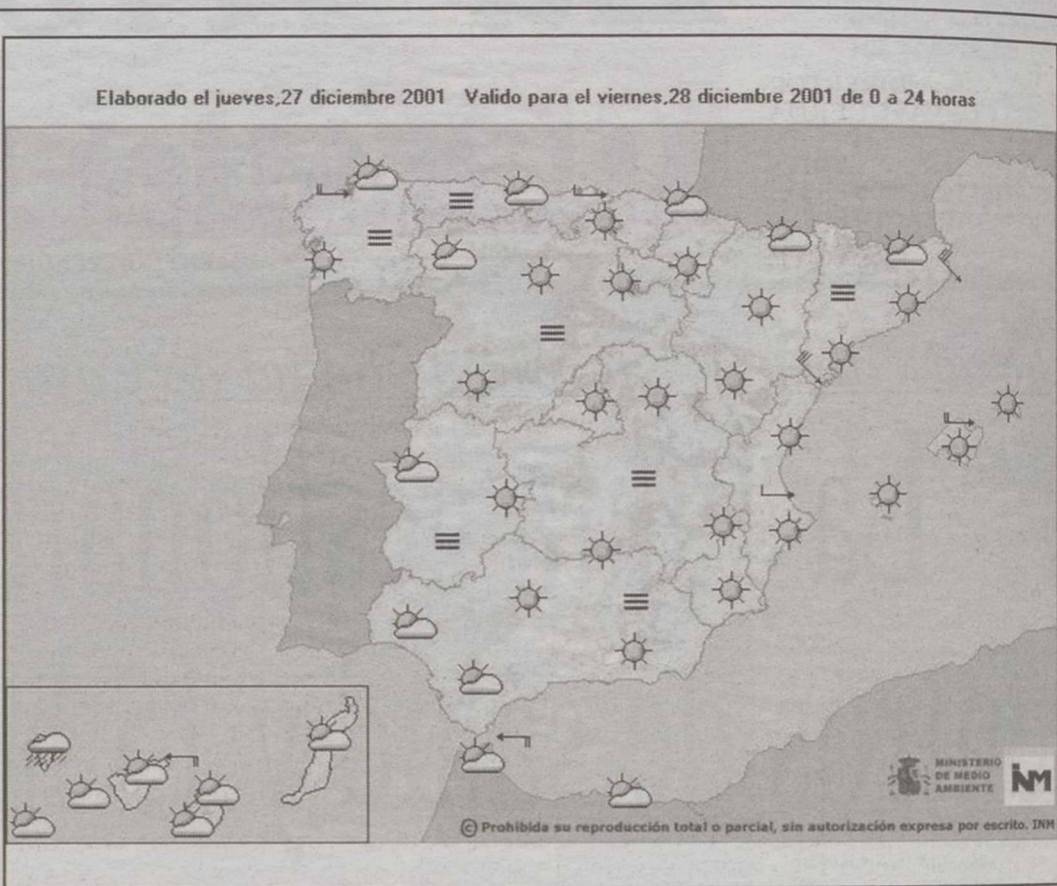 Elaborado el jueves,27 diciembre 2001 Valido para el viernes,28 diciembre 2001 de 0 a 24 horas
MINISTERIO
DE MEDIO
AMBIENTE
INM
© Prohibida su reproducción total o parcial, sin autorización expresa por escrito. INM